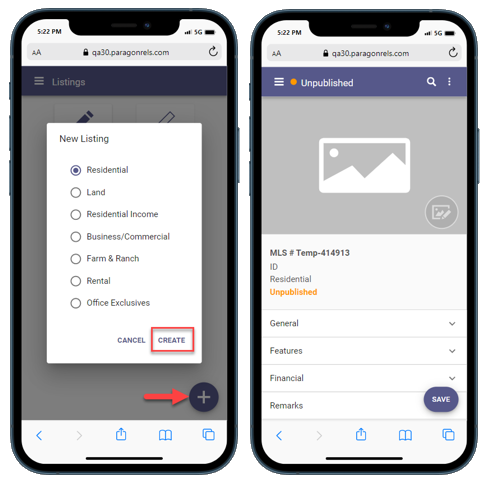 5:22 PM
5G
AA
qa30.paragonrels.com
Listings
New Listing
Residential
Land
Residential Income
Business/Commercial
Farm & Ranch
Rental
Office Exclusives
CANCEL CREATE
5:22 PM
5G
AA
qa30.paragonrels.com
Unpublished
MLS # Temp-414913
ID
Residential
Unpublished
General
Features
Financial
Remarks
SAVE